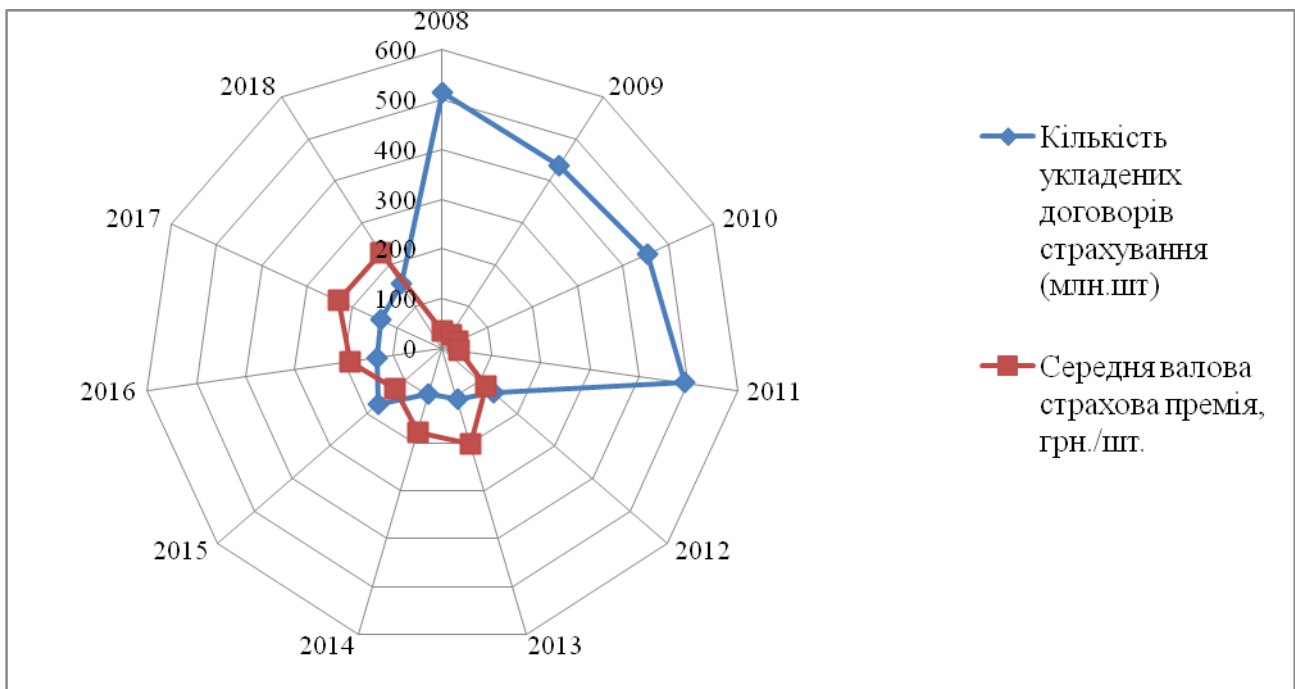 2008
600
2018
2009
500
400
2017
2010
300
200
100
0
2016
2011
2015
2012
2014
2013
Кількість
укладених
договорів
страхування
(млн.шт)
Середня валова
страхова премія,
грн./шт.